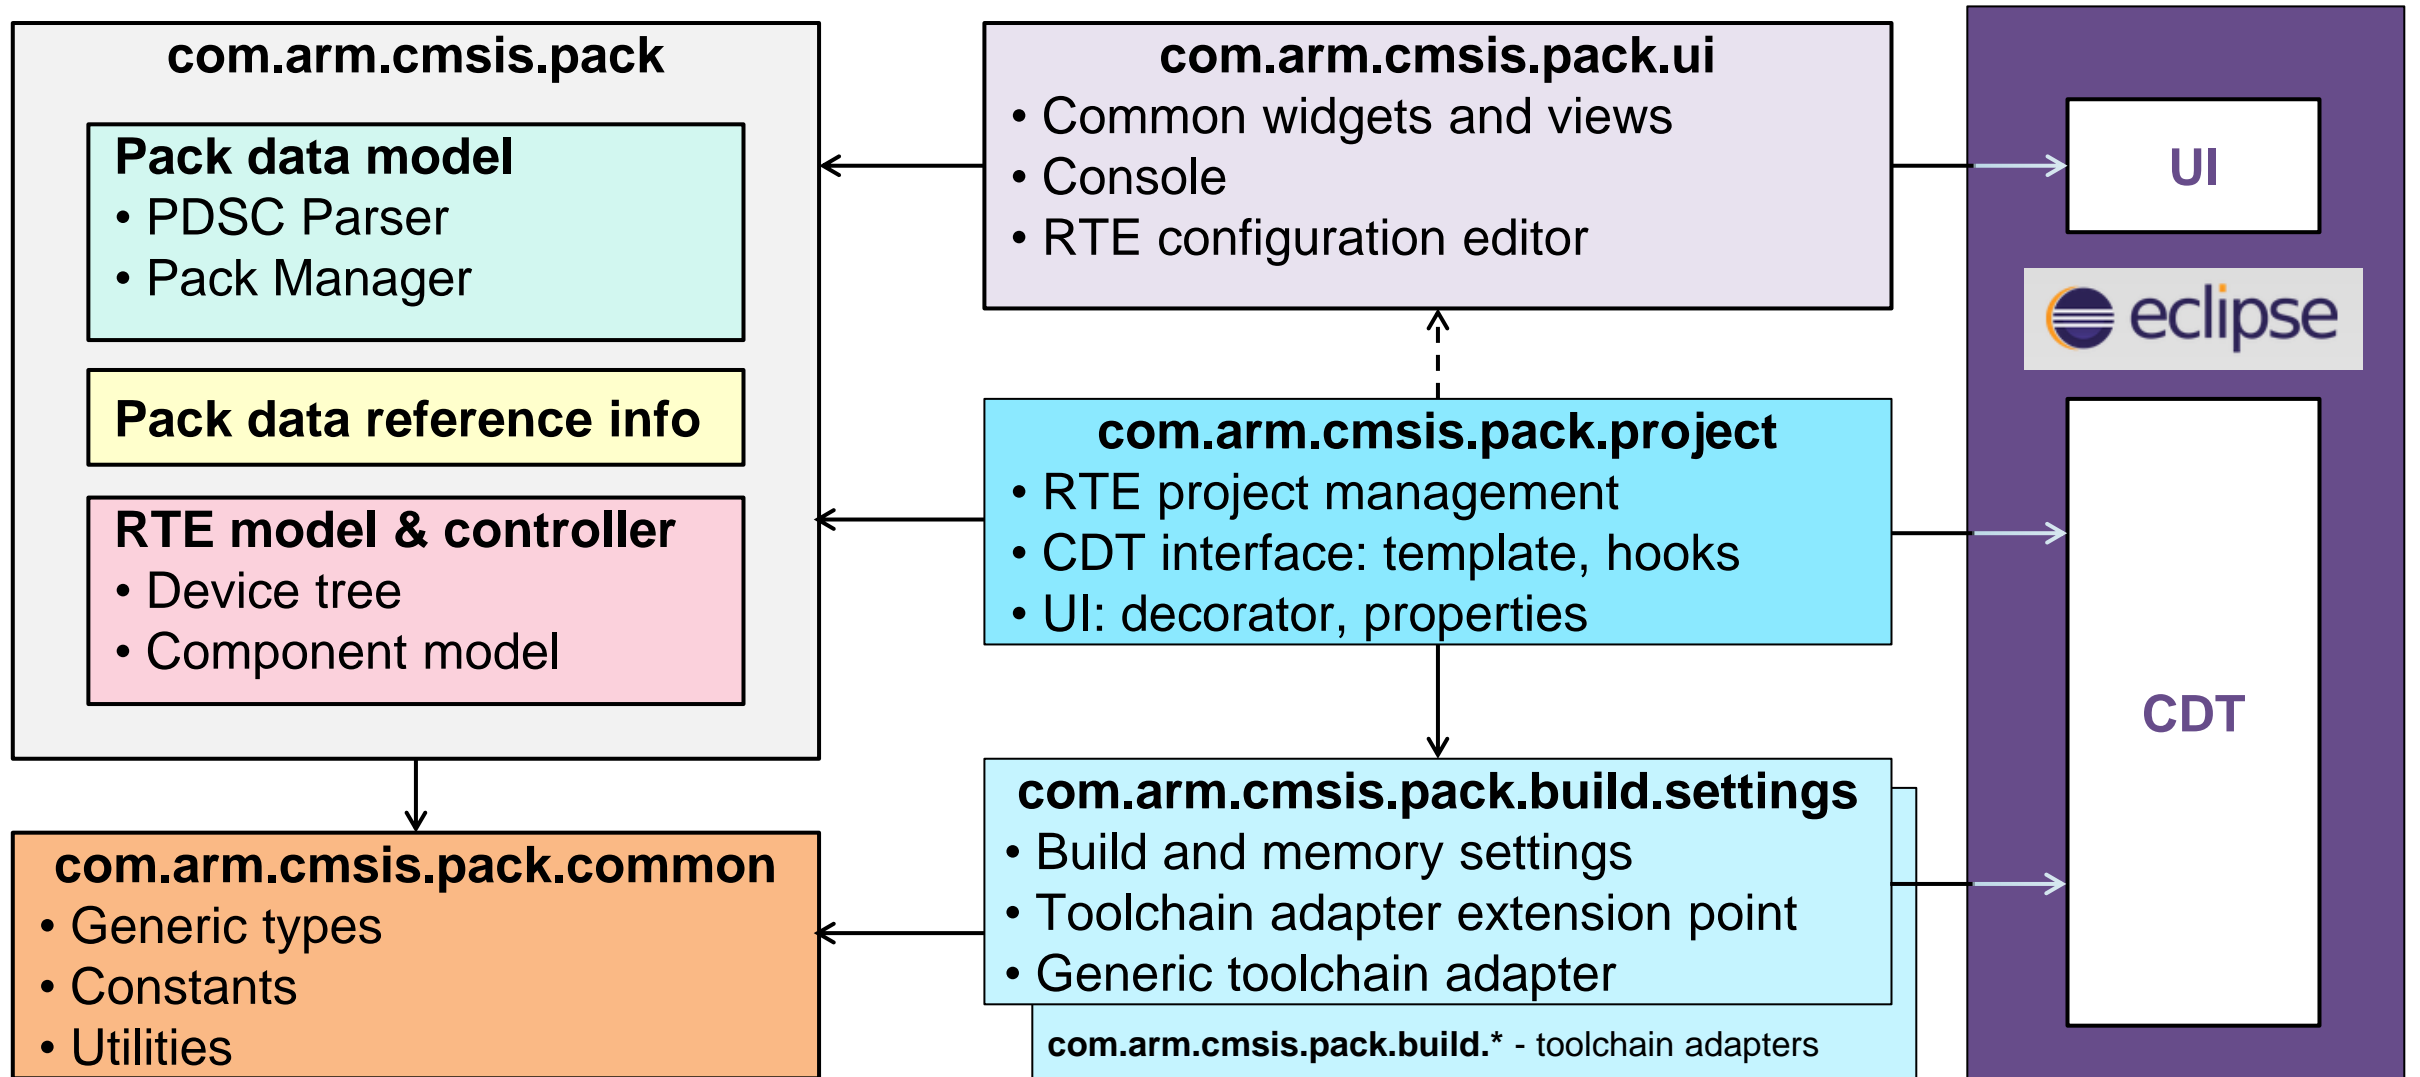 com.arm.cmsis.pack
Pack data model
• PDSC Parser
• Pack Manager
Pack data reference info
RTE model & controller
• Device tree
• Component model
com.arm.cmsis.pack.common
• Generic types
• Constants
• Utilities
com.arm.cmsis.pack.ui
• Common widgets and views
• Console
• RTE configuration editor
com.arm.cmsis.pack.project
• RTE project management
• CDT interface: template, hooks
• UI: decorator, properties
com.arm.cmsis.pack.build.settings
• Build and memory settings
• Toolchain adapter extension point
• Generic toolchain adapter
com.arm.cmsis.pack.build.* - toolchain adapters
UI
eclipse
CDT